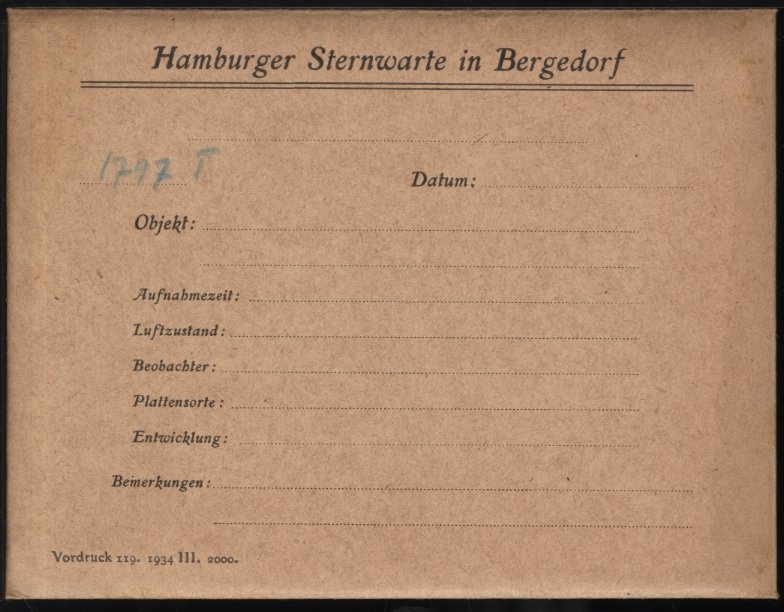 Hamburger Sternwarte in Bergedorf
1797 T
Datum:
Objekt:
Aufnahmezeit:
Luftzustand:
Beobachter:
Plattensorte:
Entwicklung:
Bemerkungen:
Vordruck 119. 1934 III. 2000.